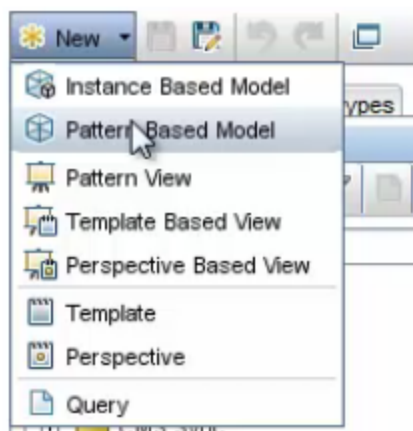 New
Instance Based Model
ypes
Pattern Based Model
Pattern View
Template Based View
Perspective Based View
Template
Perspective
Query